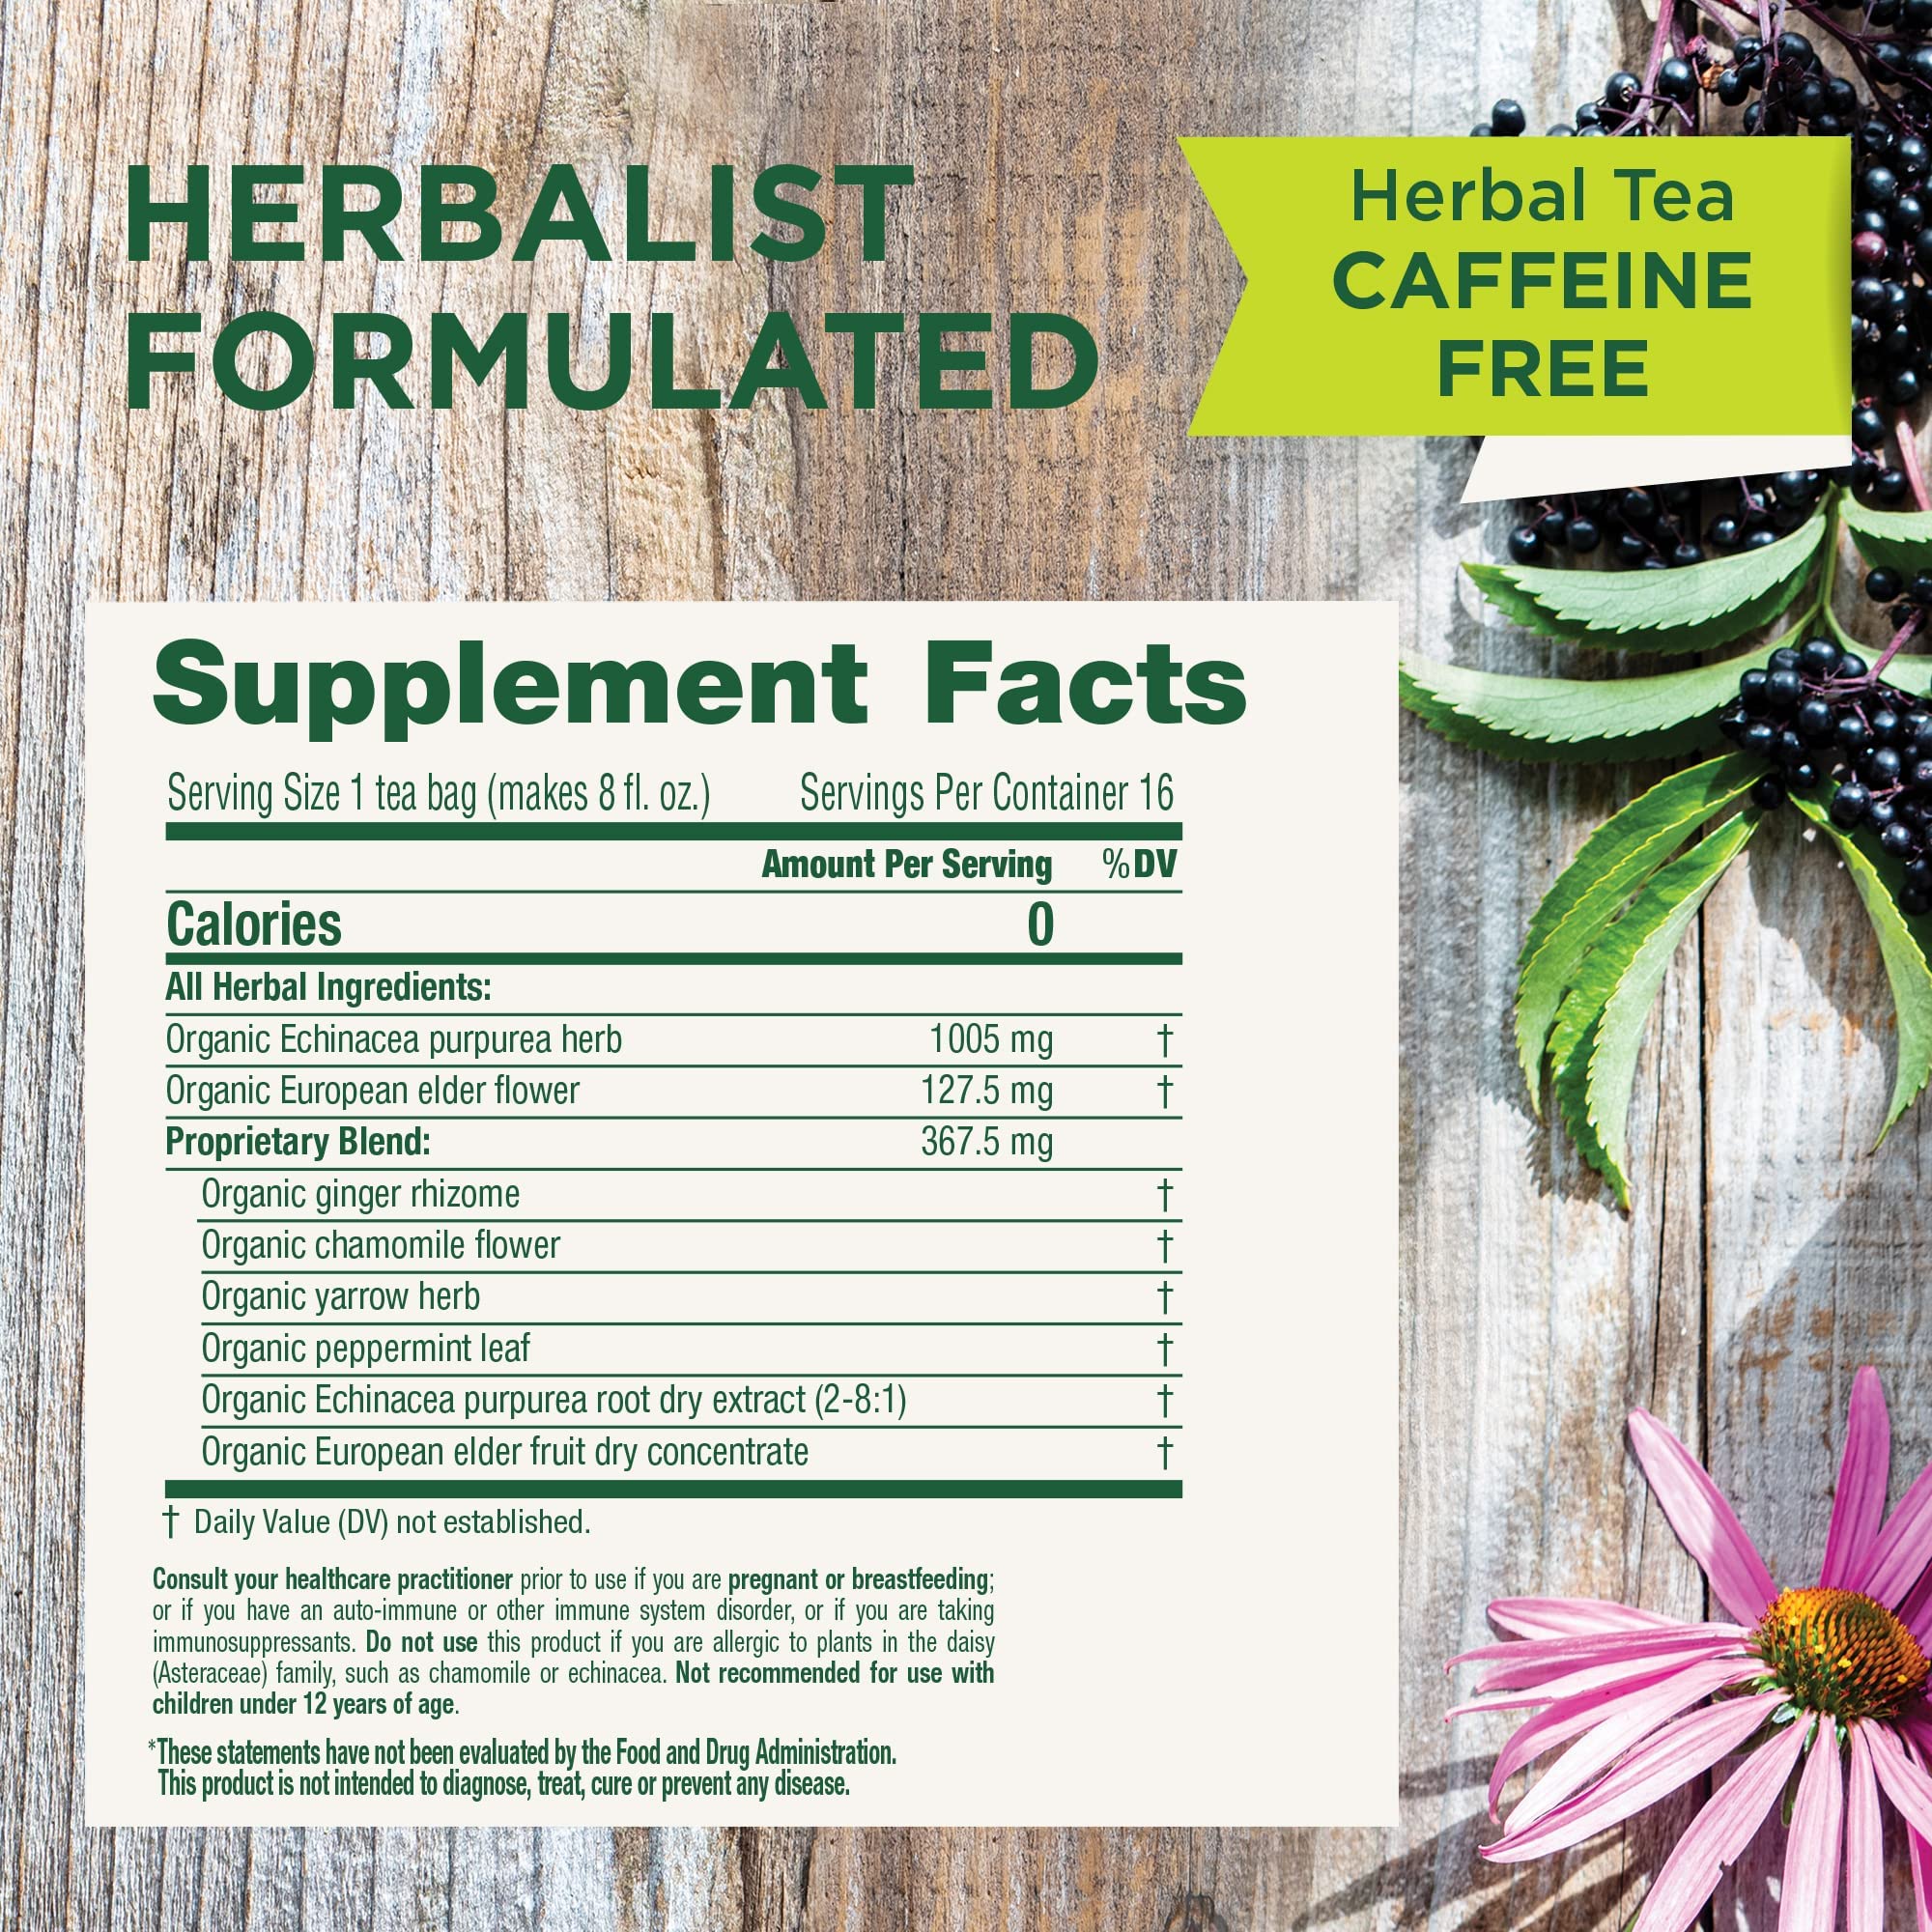 HERBALIST
FORMULATED
Herbal Tea
CAFFEINE
FREE
Supplement Facts
Serving Size 1 tea bag (makes 8 fl. oz.) Servings Per Container 16
Amount Per Serving %DV
Calories 0
All Herbal Ingredients:
Organic Echinacea purpurea herb 1005 mg †
Organic European elder flower 127.5 mg †
Proprietary Blend: 367.5 mg
Organic ginger rhizome †
Organic chamomile flower †
Organic yarrow herb †
Organic peppermint leaf †
Organic Echinacea purpurea root dry extract (2-8:1) †
Organic European elder fruit dry concentrate †
† Daily Value (DV) not established.
Consult your healthcare practitioner prior to use if you are pregnant or breastfeeding;
or if you have an auto-immune or other immune system disorder, or if you are taking
immunosuppressants. Do not use this product if you are allergic to plants in the daisy
(Asteraceae) family, such as chamomile or echinacea. Not recommended for use with
children under 12 years of age.
*These statements have not been evaluated by the Food and Drug Administration.
This product is not intended to diagnose, treat, cure or prevent any disease.